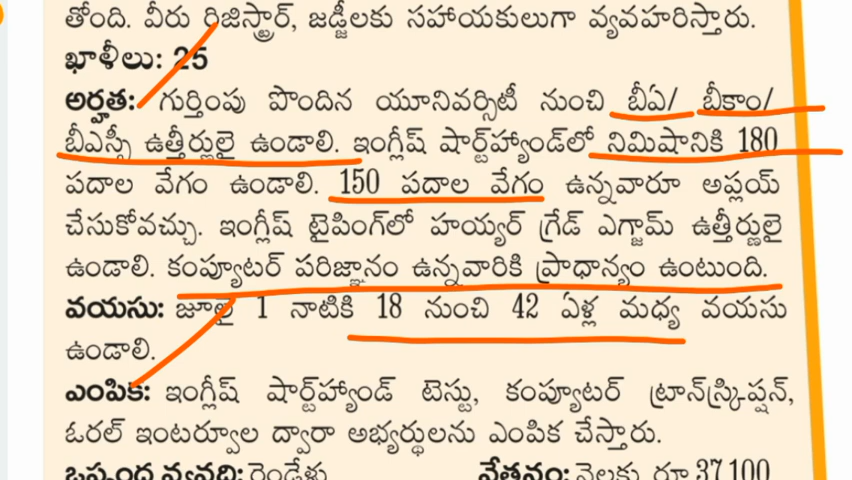 తోంది. వీరు రిజిస్ట్రార్, జడ్జీలకు సహాయకులుగా వ్యవహరిస్తారు.
ఖాళీలు: 25
అర్హత: గుర్తింపు పొందిన యూనివర్సిటీ నుంచి బీఏ/ బీకాం/
బీఎస్సీ ఉత్తీర్ణులై ఉండాలి. ఇంగ్లీష్ షార్ట్‌హ్యాండ్‌లో నిమిషానికి 180
పదాల వేగం ఉండాలి. 150 పదాల వేగం ఉన్నవారూ అప్లయ్
చేసుకోవచ్చు. ఇంగ్లీష్ టైపింగ్‌లో హయ్యర్ గ్రేడ్ ఎగ్జామ్ ఉత్తీర్ణులై
ఉండాలి. కంప్యూటర్ పరిజ్ఞానం ఉన్నవారికి ప్రాధాన్యం ఉంటుంది.
వయసు: జూలై 1 నాటికి 18 నుంచి 42 ఏళ్ల మధ్య వయసు
ఉండాలి.
ఎంపిక: ఇంగ్లీష్ షార్ట్‌హ్యాండ్ టెస్టు, కంప్యూటర్ ట్రాన్‌స్క్రిప్షన్,
ఓరల్ ఇంటర్వ్యూల ద్వారా అభ్యర్థులను ఎంపిక చేస్తారు.
ఒప్పంద వ్యవధి: రెండేళ్లు వేతనం: నెలకు రూ.37,100